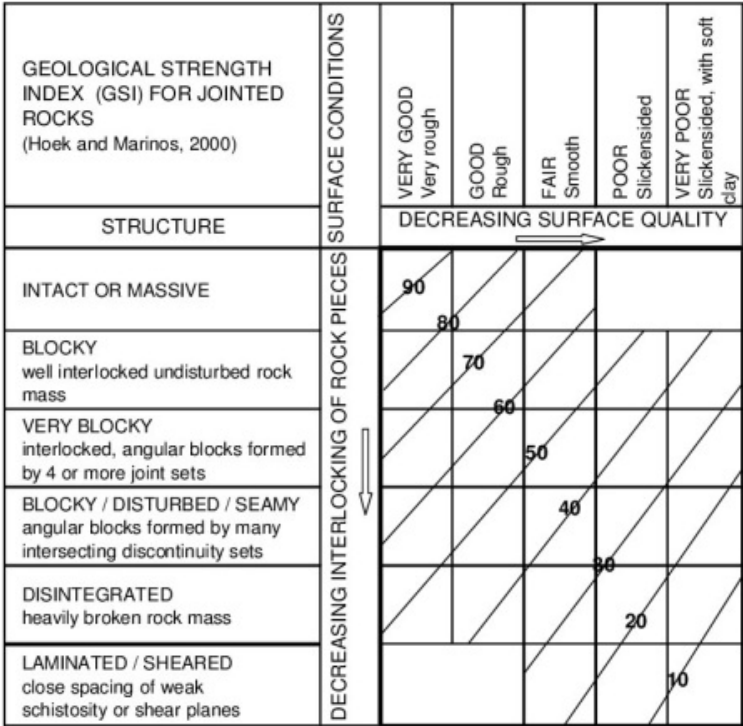 GEOLOGICAL STRENGTH
INDEX (GSI) FOR JOINTED
ROCKS
(Hoek and Marinos, 2000)
SURFACE CONDITIONS
VERY GOOD
Very rough
GOOD
Rough
FAIR
Smooth
POOR
Slickensided
VERY POOR
Slickensided, with soft
clay
STRUCTURE
DECREASING SURFACE QUALITY
DECREASING INTERLOCKING OF ROCK PIECES
INTACT OR MASSIVE
90
80
BLOCKY
well interlocked undisturbed rock
mass
70
60
VERY BLOCKY
interlocked, angular blocks formed
by 4 or more joint sets
50
BLOCKY / DISTURBED / SEAMY
angular blocks formed by many
intersecting discontinuity sets
40
30
DISINTEGRATED
heavily broken rock mass
20
LAMINATED / SHEARED
close spacing of weak
schistosity or shear planes
10